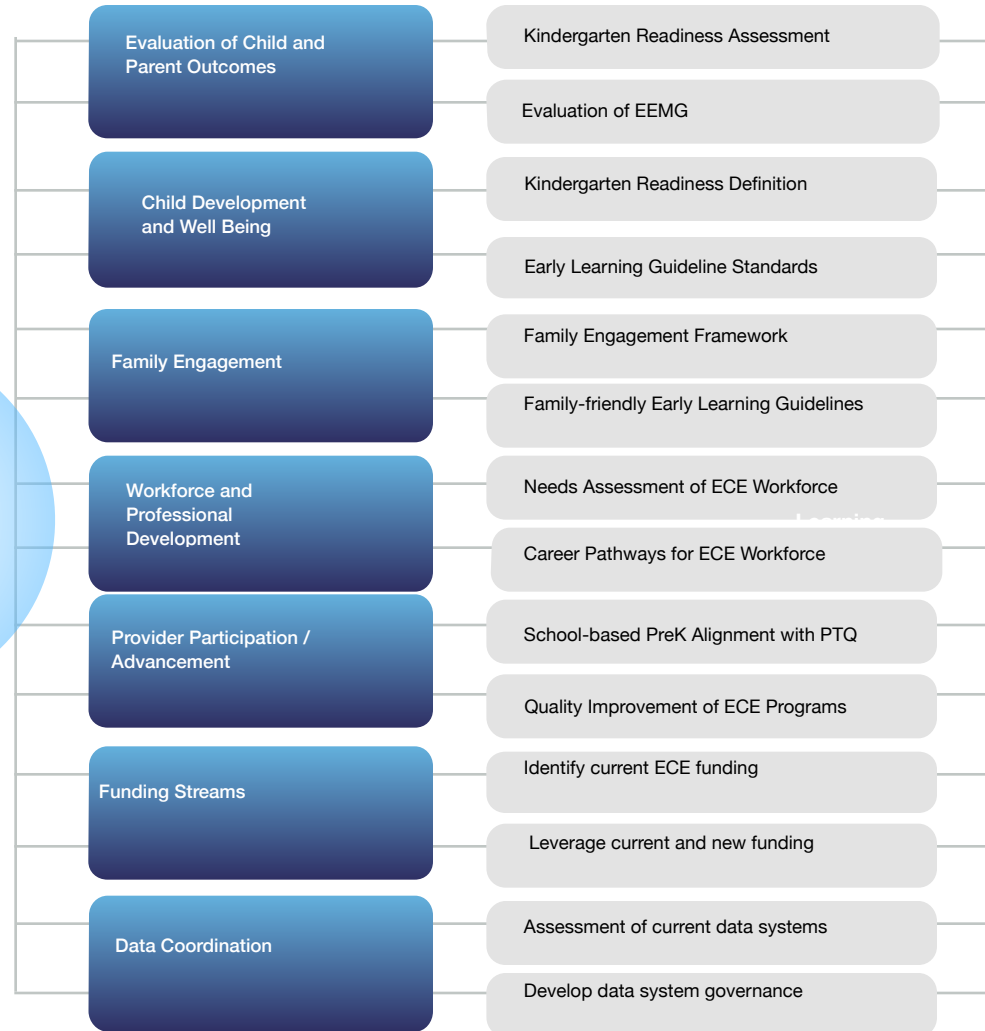 Evaluation of Child and
Parent Outcomes
Kindergarten Readiness Assessment
Evaluation of EEMG
Child Development
and Well Being
Kindergarten Readiness Definition
Early Learning Guideline Standards
Family Engagement
Family Engagement Framework
Family-friendly Early Learning Guidelines
Workforce and
Professional
Development
Needs Assessment of ECE Workforce
Learning
Career Pathways for ECE Workforce
Provider Participation /
Advancement
School-based PreK Alignment with PTQ
Quality Improvement of ECE Programs
Funding Streams
Identify current ECE funding
Leverage current and new funding
Data Coordination
Assessment of current data systems
Develop data system governance